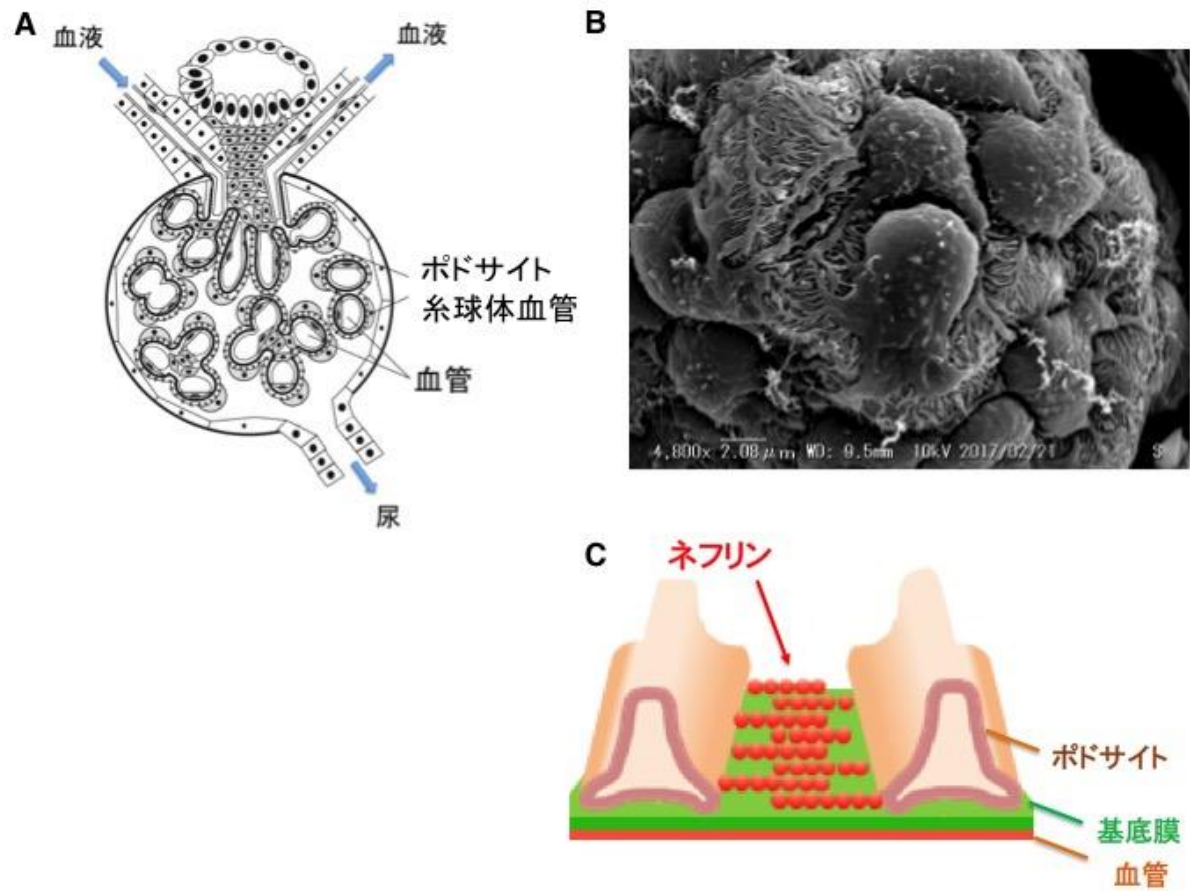 A
血液
血液
ポドサイト
糸球体血管
血管
尿
B
4,800x 2.08μm WD: 9.5mm 10kV 2017/02/21
S
C
ネフリン
ポドサイト
基底膜
血管